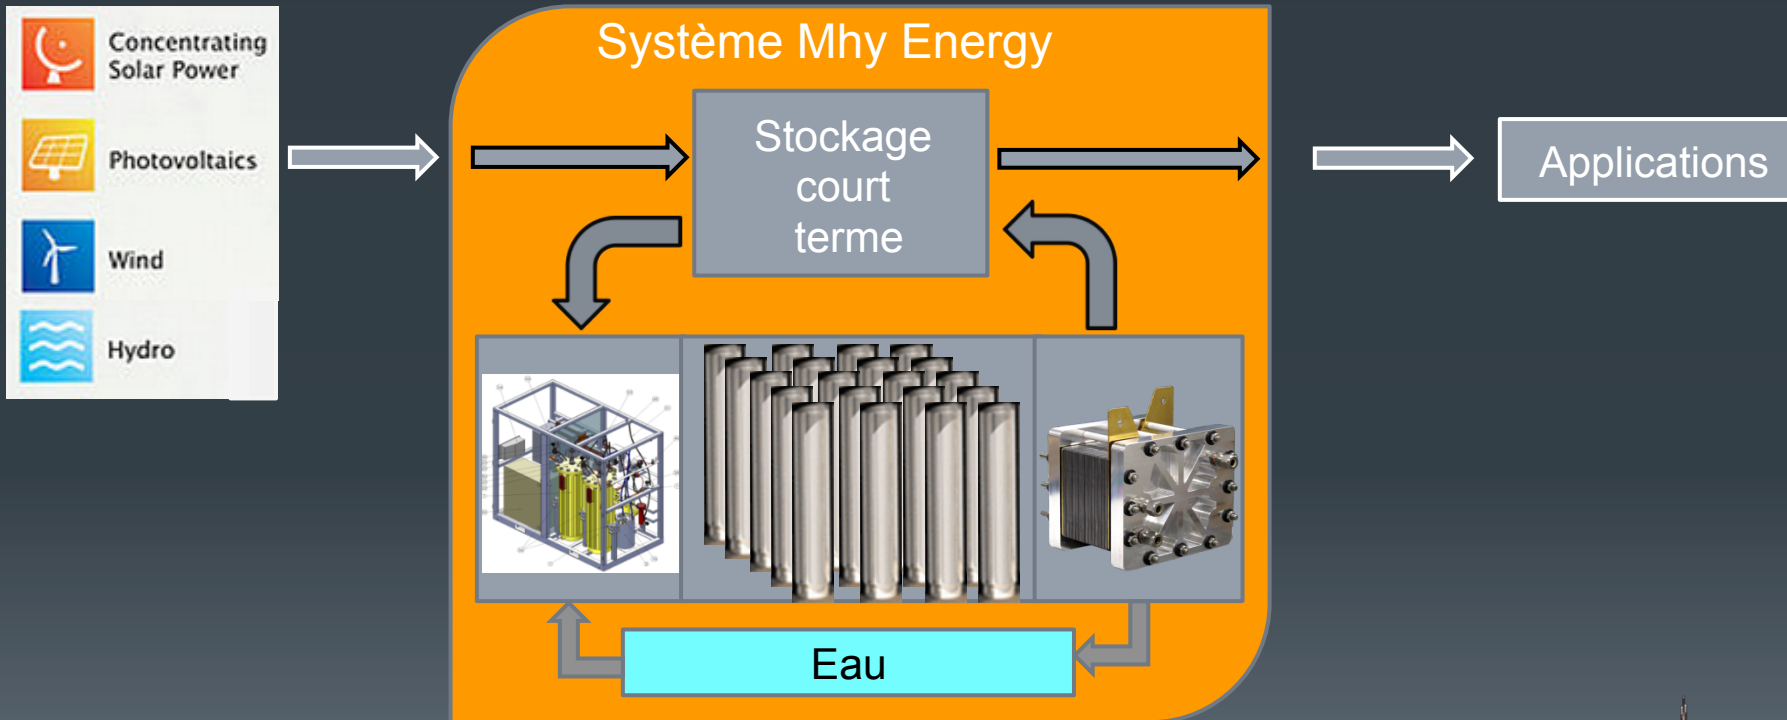 Concentrating
Solar Power
Photovoltaics
Wind
Hydro
Système Mhy Energy
Stockage
court
terme
Applications
Eau